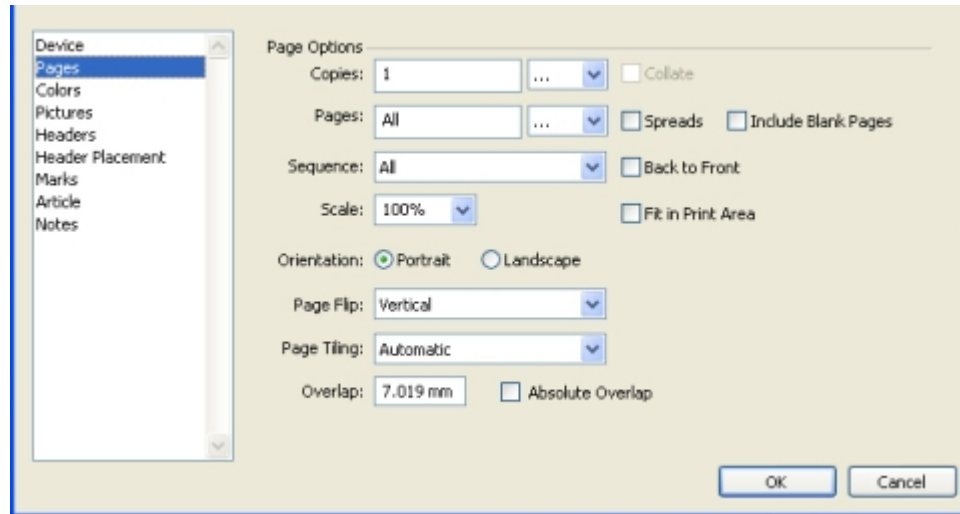 Device
Pages
Colors
Pictures
Headers
Header Placement
Marks
Article
Notes
Page Options
Copies: 1 ... Collate
Pages: All ... Spreads Include Blank Pages
Sequence: All Back to Front
Scale: 100% Fit in Print Area
Orientation: Portrait Landscape
Page Flip: Vertical
Page Tiling: Automatic
Overlap: 7.019 mm Absolute Overlap
OK Cancel